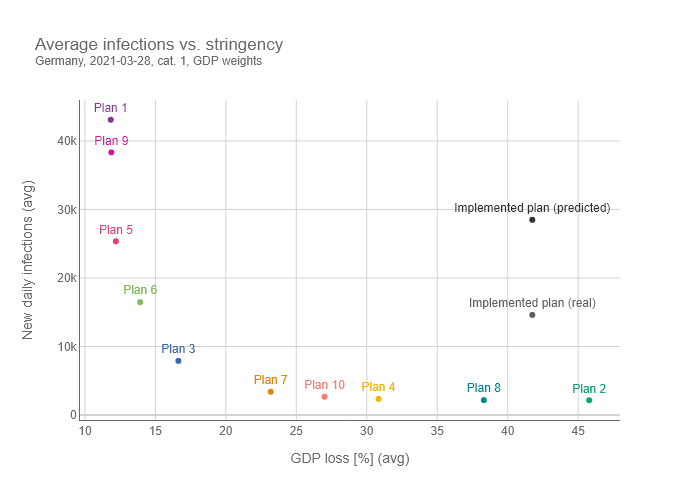 Average infections vs. stringency
Germany, 2021-03-28, cat. 1, GDP weights
New daily infections (avg)
40k
30k
20k
10k
0
Plan 1
Plan 9
Plan 5
Plan 6
Plan 3
Plan 7
Plan 10
Plan 4
Plan 8
Plan 2
Implemented plan (predicted)
Implemented plan (real)
10
15
20
25
30
35
40
45
GDP loss [%] (avg)